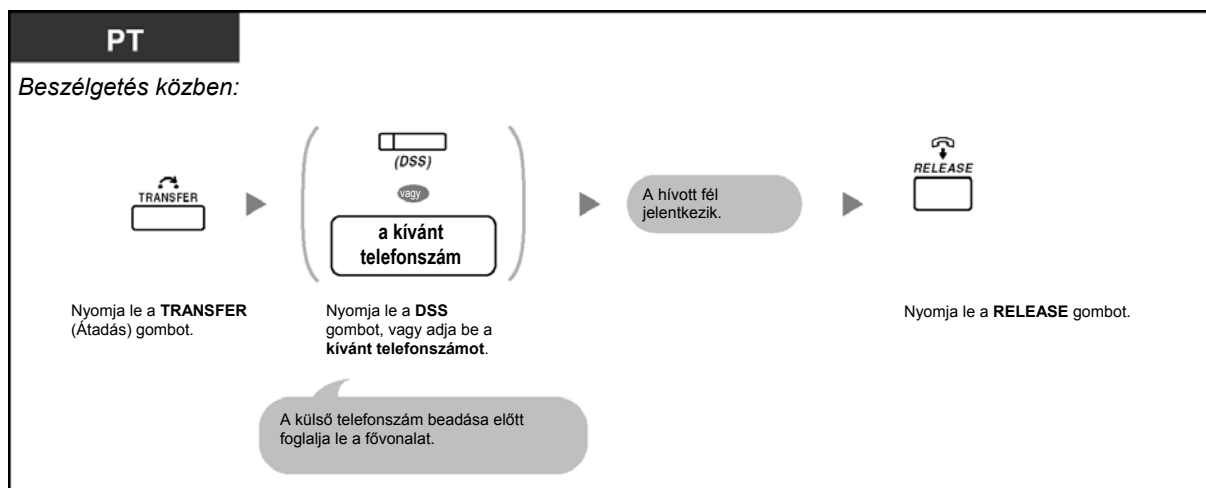 PT
Beszélgetés közben:
TRANSFER
(DSS)
vagy
a kívánt
telefonszám
A hívott fél
jelentkezik.
RELEASE
Nyomja le a TRANSFER
(Átadás) gombot.
Nyomja le a DSS
gombot, vagy adja be a
kívánt telefonszámot.
Nyomja le a RELEASE gombot.
A külső telefonszám beadása előtt
foglalja le a fővonalat.